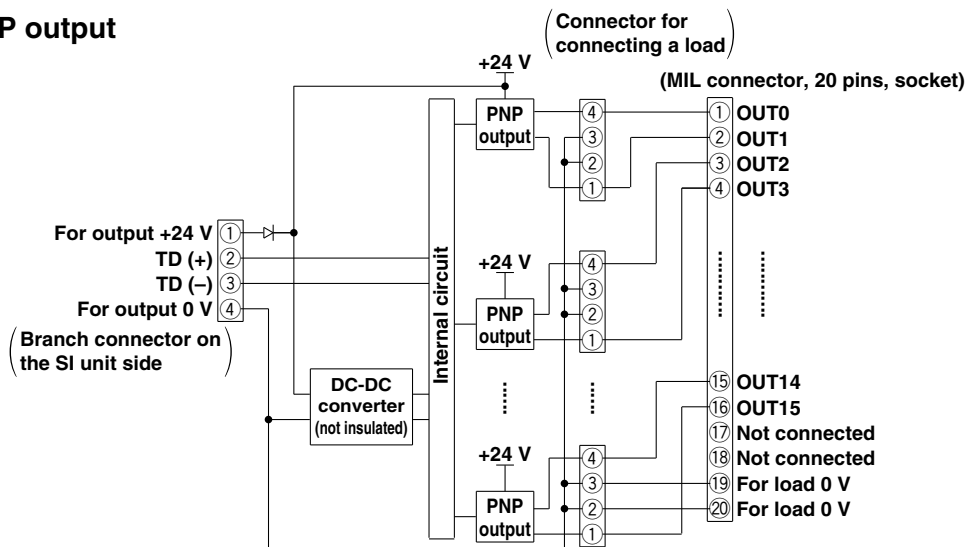 P output
(Connector for
connecting a load)
(MIL connector, 20 pins, socket)
+24 V
PNP
output
④
③
②
①
① OUT0
② OUT1
③ OUT2
④ OUT3
For output +24 V ①
TD (+) ②
TD (–) ③
For output 0 V ④
(Branch connector on
the SI unit side)
Internal circuit
+24 V
PNP
output
④
③
②
①
DC-DC
converter
(not insulated)
+24 V
PNP
output
④
③
②
①
⑮ OUT14
⑯ OUT15
⑰ Not connected
⑱ Not connected
⑲ For load 0 V
⑳ For load 0 V